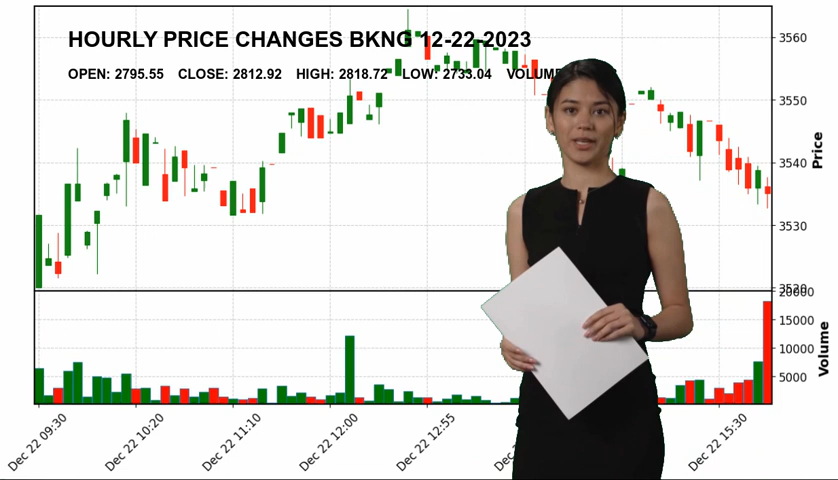 HOURLY PRICE CHANGES BKNG 12-22-2023
OPEN: 2795.55 CLOSE: 2812.92 HIGH: 2818.72 LOW: 2733.04
3560
3550
3540
3530
3520
Price
20000
15000
10000
5000
Volume
Dec 22 09:30
Dec 22 10:20
Dec 22 11:10
Dec 22 12:00
Dec 22 12:55
Dec 22 15:30